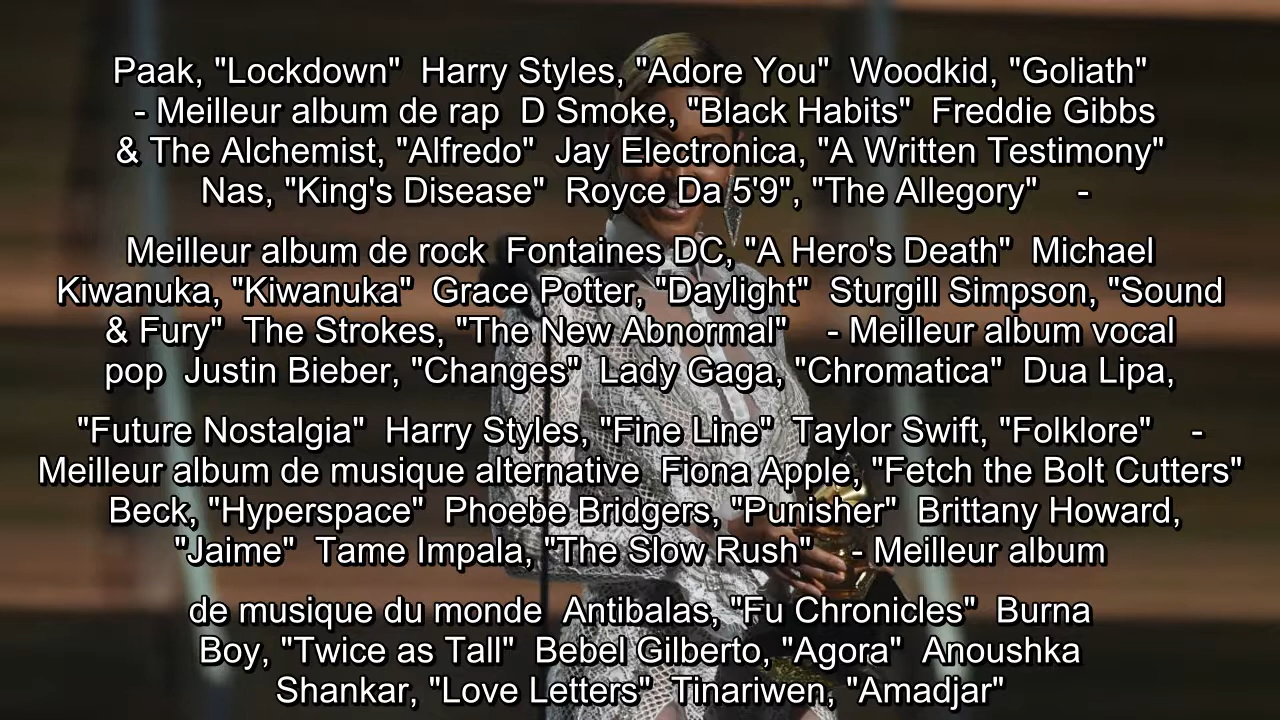 Paak, "Lockdown" Harry Styles, "Adore You" Woodkid, "Goliath"
- Meilleur album de rap D Smoke, "Black Habits" Freddie Gibbs
& The Alchemist, "Alfredo" Jay Electronica, "A Written Testimony"
Nas, "King's Disease" Royce Da 5'9", "The Allegory" -
Meilleur album de rock Fontaines DC, "A Hero's Death" Michael
Kiwanuka, "Kiwanuka" Grace Potter, "Daylight" Sturgill Simpson, "Sound
& Fury" The Strokes, "The New Abnormal" - Meilleur album vocal
pop Justin Bieber, "Changes" Lady Gaga, "Chromatica" Dua Lipa,
"Future Nostalgia" Harry Styles, "Fine Line" Taylor Swift, "Folklore" -
Meilleur album de musique alternative Fiona Apple, "Fetch the Bolt Cutters"
Beck, "Hyperspace" Phoebe Bridgers, "Punisher" Brittany Howard,
"Jaime" Tame Impala, "The Slow Rush" - Meilleur album
de musique du monde Antibalas, "Fu Chronicles" Burna
Boy, "Twice as Tall" Bebel Gilberto, "Agora" Anoushka
Shankar, "Love Letters" Tinariwen, "Amadjar"